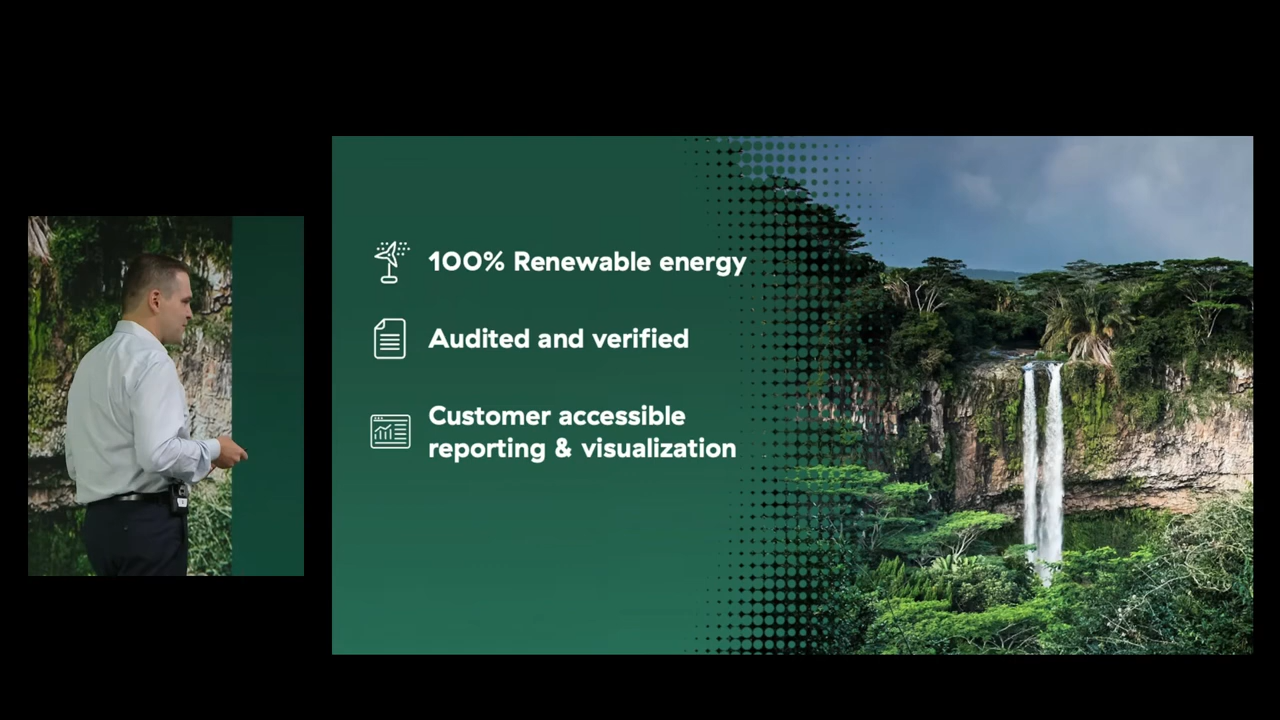 100% Renewable energy
Audited and verified
Customer accessible
reporting & visualization